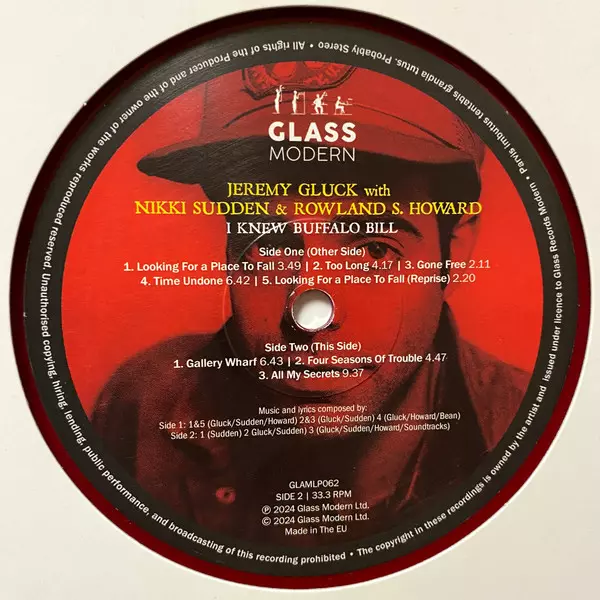 GLASS
MODERN
JEREMY GLUCK with
NIKKI SUDDEN & ROWLAND S. HOWARD
I KNEW BUFFALO BILL
Side One (Other Side)
1. Looking For a Place To Fall 3.49 | 2. Too Long 4.17 | 3. Gone Free 2.11
4. Time Undone 6.42 | 5. Looking For a Place To Fall (Reprise) 2.20
Side Two (This Side)
1. Gallery Wharf 6.43 | 2. Four Seasons Of Trouble 4.47
3. All My Secrets 9.37
Music and lyrics composed by:
Side 1: 1&5 (Gluck/Sudden/Howard) 2&3 (Gluck/Sudden) 4 (Gluck/Howard/Bean)
Side 2: 1 (Sudden) 2 Gluck/Sudden) 3 (Gluck/Howard/Soundtracks)
GLAMLP062
SIDE 2 | 33.3 RPM
℗ 2024 Glass Modern Ltd.
© 2024 Glass Modern Ltd.
Made in The EU
• All rights of the Producer and of the owner of the works reproduced reserved. Unauthorised copying, hiring, lending, public performance, and broadcasting of this recording prohibited • The copyright in these recordings is owned by the artist and issued under licence to Glass Records Modern • Parvis imbutus tentabis grandia tutus. Probably Stereo